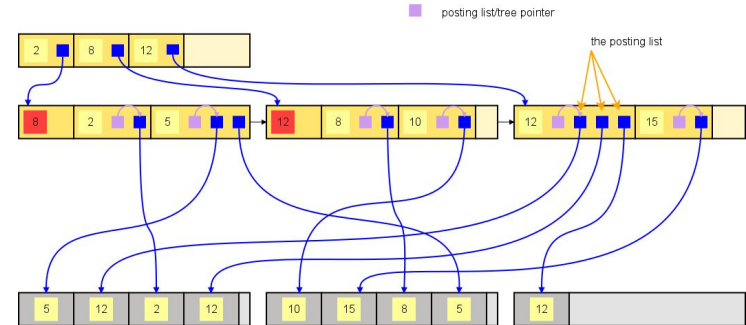 posting list/tree pointer
the posting list
2 8 12
8 2 5 12 8 10 12 15
5 12 2 12 10 15 8 5 12